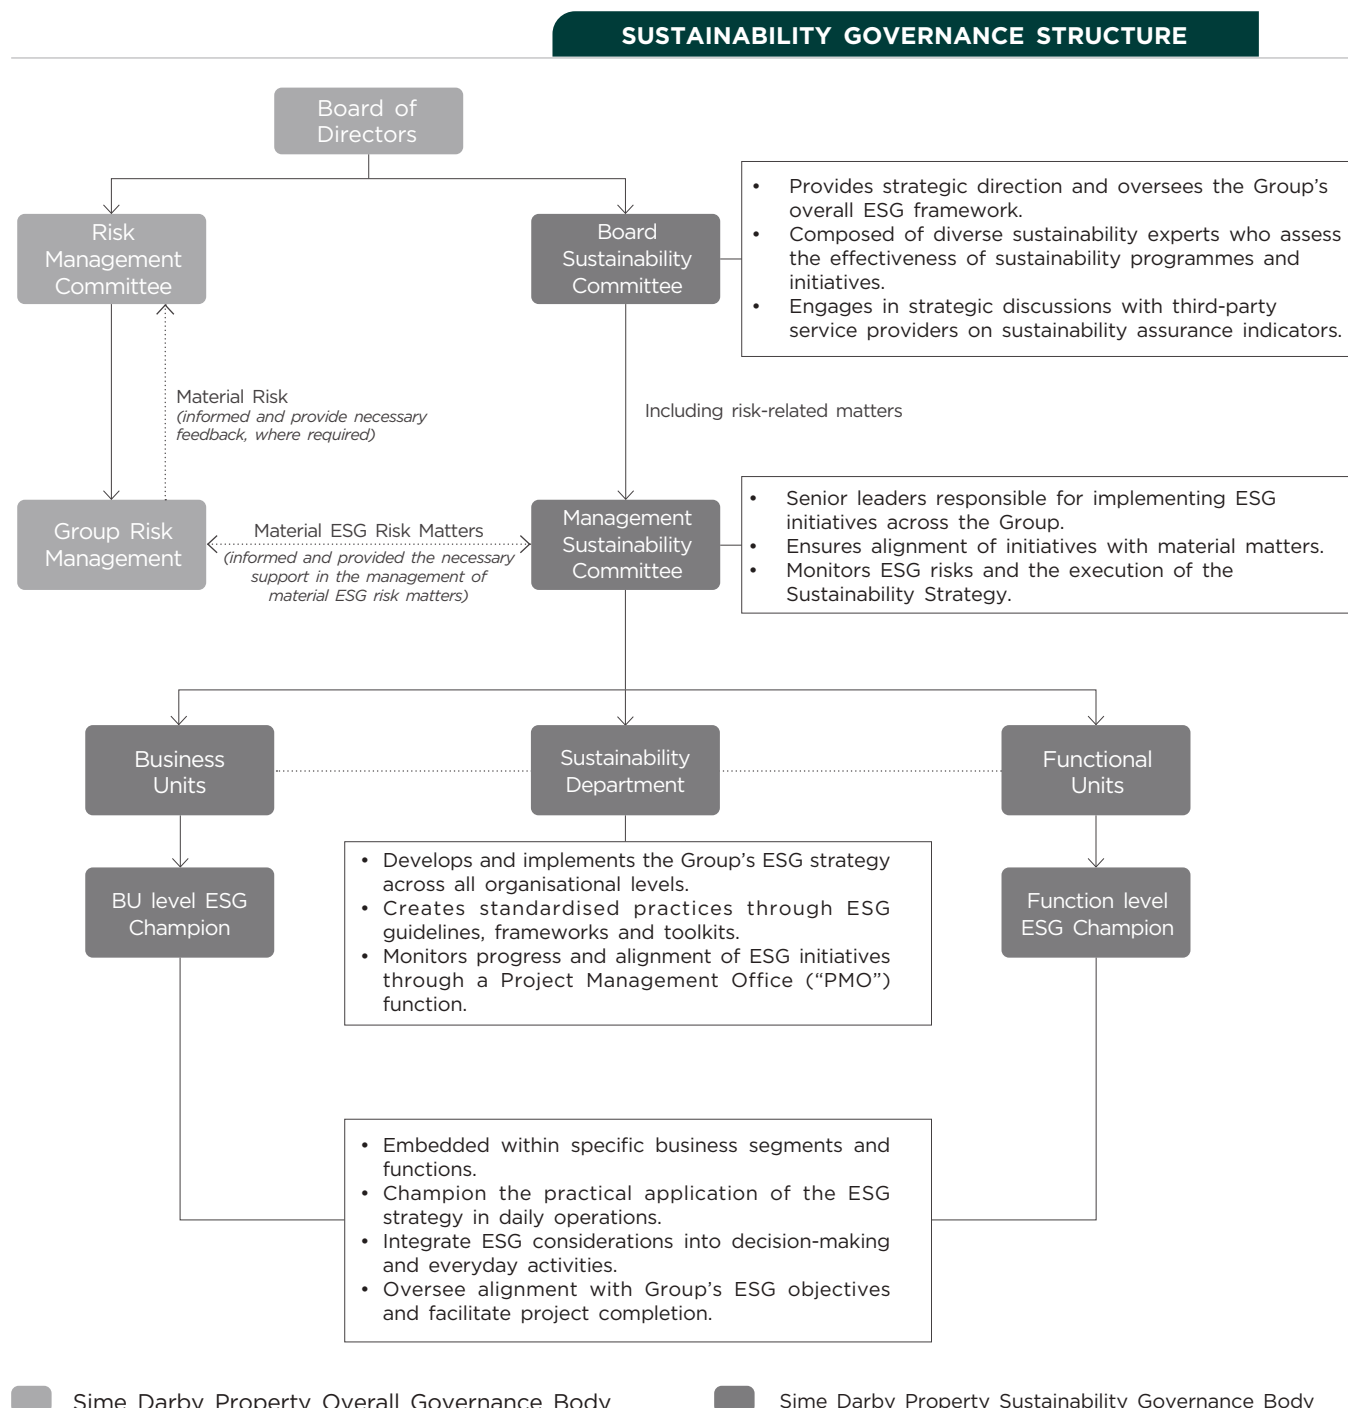 SUSTAINABILITY GOVERNANCE STRUCTURE
Board of
Directors
Risk
Management
Committee
Board
Sustainability
Committee
• Provides strategic direction and oversees the Group’s
overall ESG framework.
• Composed of diverse sustainability experts who assess
the effectiveness of sustainability programmes and
initiatives.
• Engages in strategic discussions with third-party
service providers on sustainability assurance indicators.
Material Risk
(informed and provide necessary
feedback, where required)
Including risk-related matters
Group Risk
Management
Material ESG Risk Matters
(informed and provided the necessary
support in the management of
material ESG risk matters)
Management
Sustainability
Committee
• Senior leaders responsible for implementing ESG
initiatives across the Group.
• Ensures alignment of initiatives with material matters.
• Monitors ESG risks and the execution of the
Sustainability Strategy.
Business
Units
Sustainability
Department
Functional
Units
BU level ESG
Champion
• Develops and implements the Group’s ESG strategy
across all organisational levels.
• Creates standardised practices through ESG
guidelines, frameworks and toolkits.
• Monitors progress and alignment of ESG initiatives
through a Project Management Office (“PMO”)
function.
Function level
ESG Champion
• Embedded within specific business segments and
functions.
• Champion the practical application of the ESG
strategy in daily operations.
• Integrate ESG considerations into decision-making
and everyday activities.
• Oversee alignment with Group’s ESG objectives
and facilitate project completion.
Sime Darby Property Overall Governance Body
Sime Darby Property Sustainability Governance Body